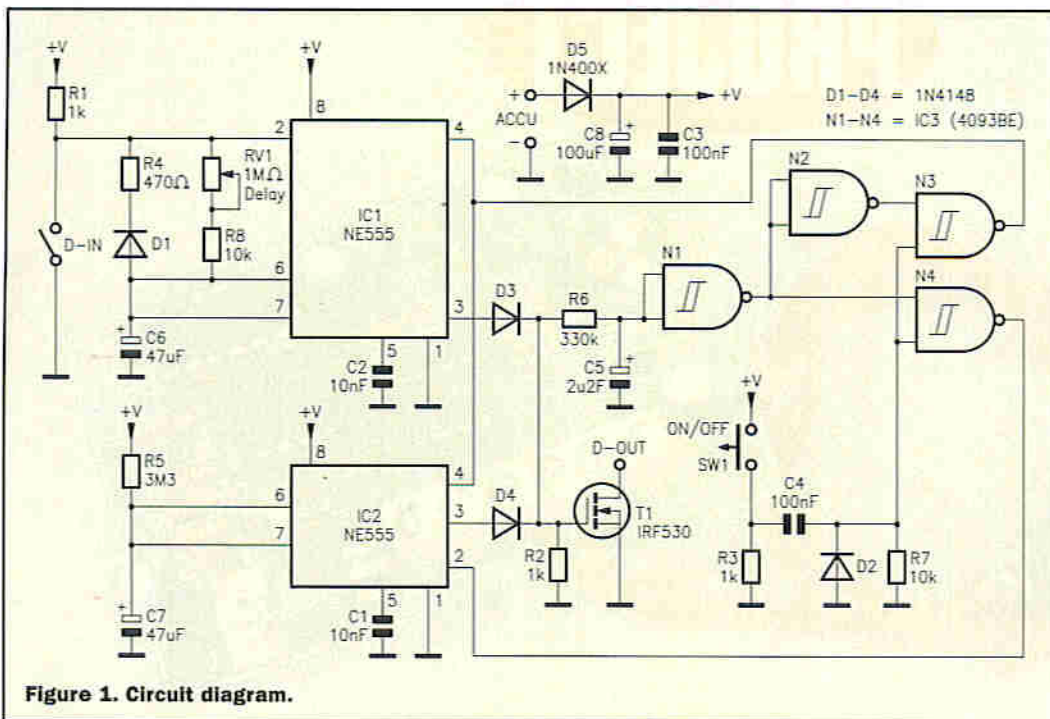 +V
R1
1k
D-IN
R4
470Ω
D1
RV1
1MΩ
Delay
R8
10k
C6
47uF
+
+V
8
2
4
IC1
NE555
6
7
3
5
1
C2
10nF
+V
R5
3M3
C7
47uF
+
+V
8
4
6
IC2
NE555
3
7
2
5
1
C1
10nF
D5
1N400X
+
ACCU
-
+V
C8
100uF
+
C3
100nF
D1-D4 = 1N4148
N1-N4 = IC3 (4093BE)
D3
R6
330k
C5
2u2F
+
N1
N2
N3
N4
D4
D-OUT
T1
IRF530
R2
1k
+V
ON/OFF
SW1
C4
100nF
R3
1k
D2
R7
10k
Figure 1. Circuit diagram.